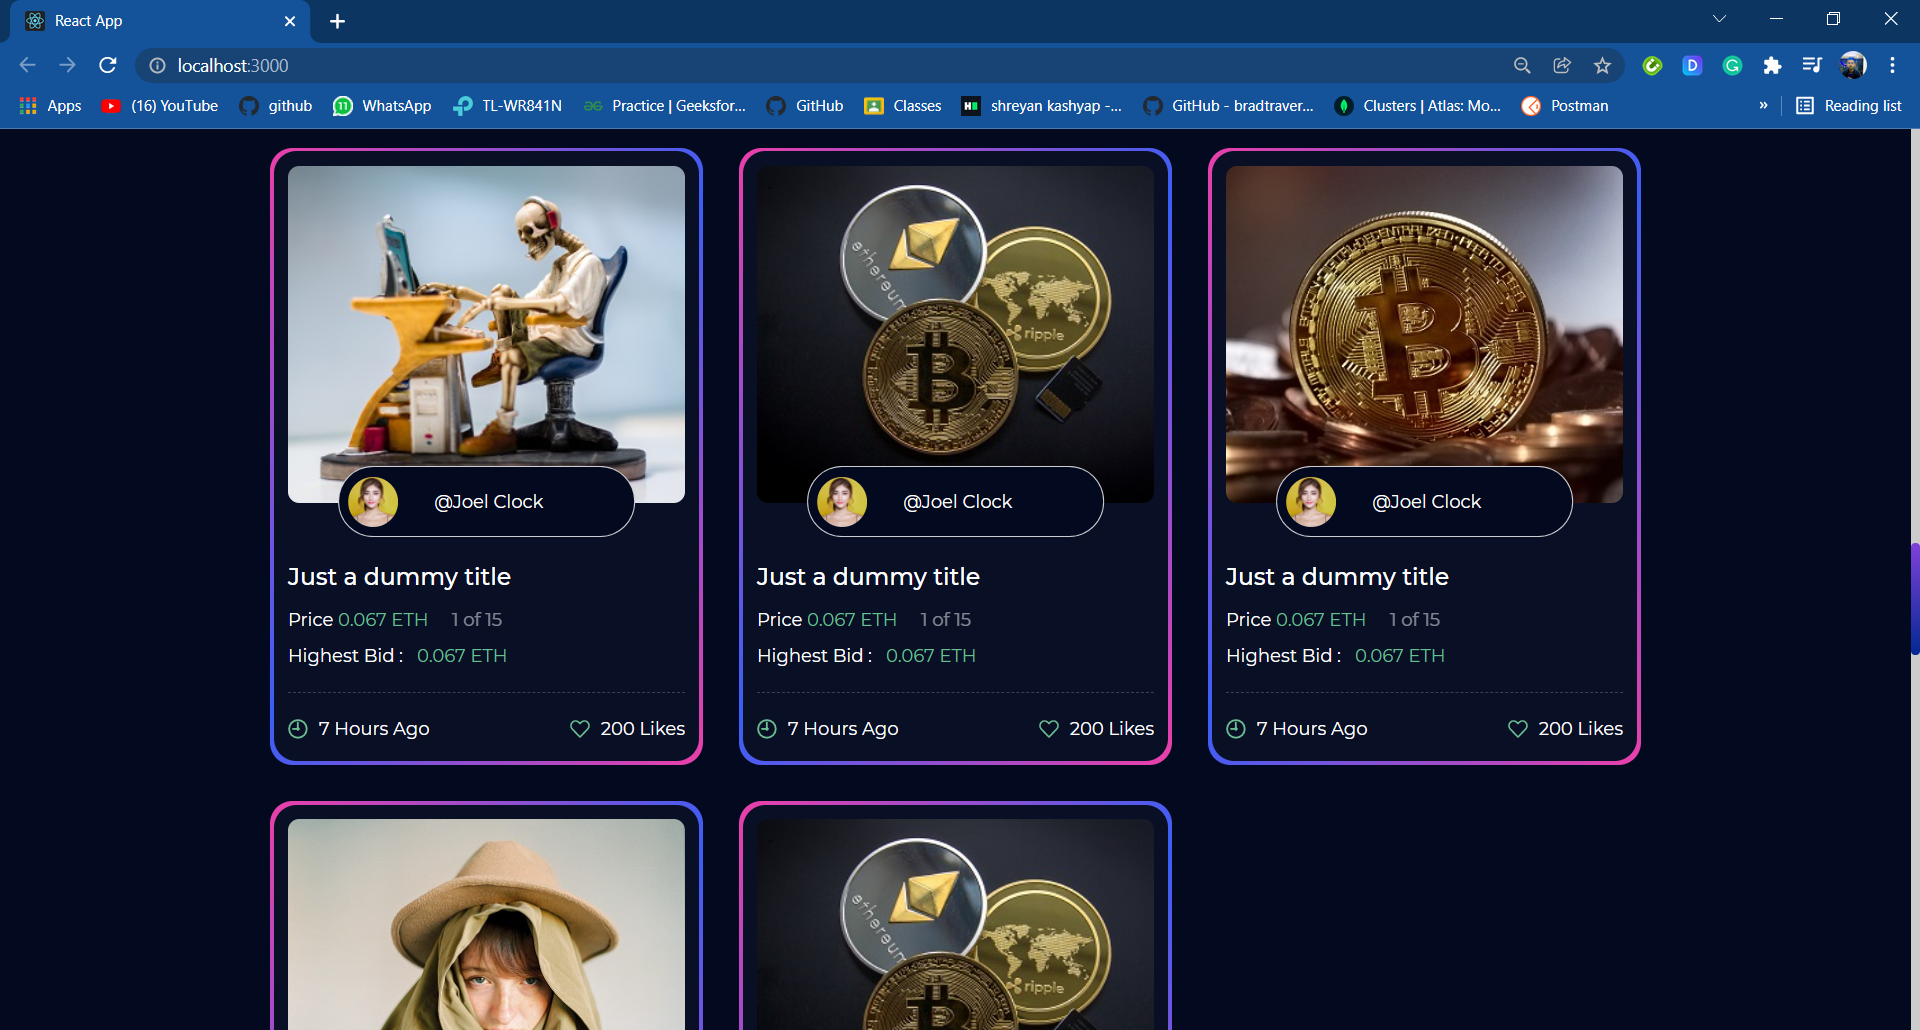 React App
localhost:3000
Apps (16) YouTube github 11 WhatsApp TL-WR841N Practice | Geeksfor... GitHub Classes shreyan kashyap -... GitHub - bradtraver... Clusters | Atlas: Mo... Postman » Reading list
ethereum
ripple
@Joel Clock @Joel Clock @Joel Clock
Just a dummy title Just a dummy title Just a dummy title
Price 0.067 ETH 1 of 15 Price 0.067 ETH 1 of 15 Price 0.067 ETH 1 of 15
Highest Bid : 0.067 ETH Highest Bid : 0.067 ETH Highest Bid : 0.067 ETH
7 Hours Ago 200 Likes 7 Hours Ago 200 Likes 7 Hours Ago 200 Likes
ethereum
ripple